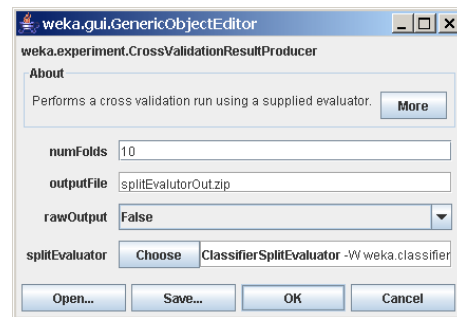 weka.gui.GenericObjectEditor
weka.experiment.CrossValidationResultProducer
About
Performs a cross validation run using a supplied evaluator. More
numFolds 10
outputFile splitEvalutorOut.zip
rawOutput False
splitEvaluator Choose ClassifierSplitEvaluator -W weka.classifier
Open... Save... OK Cancel